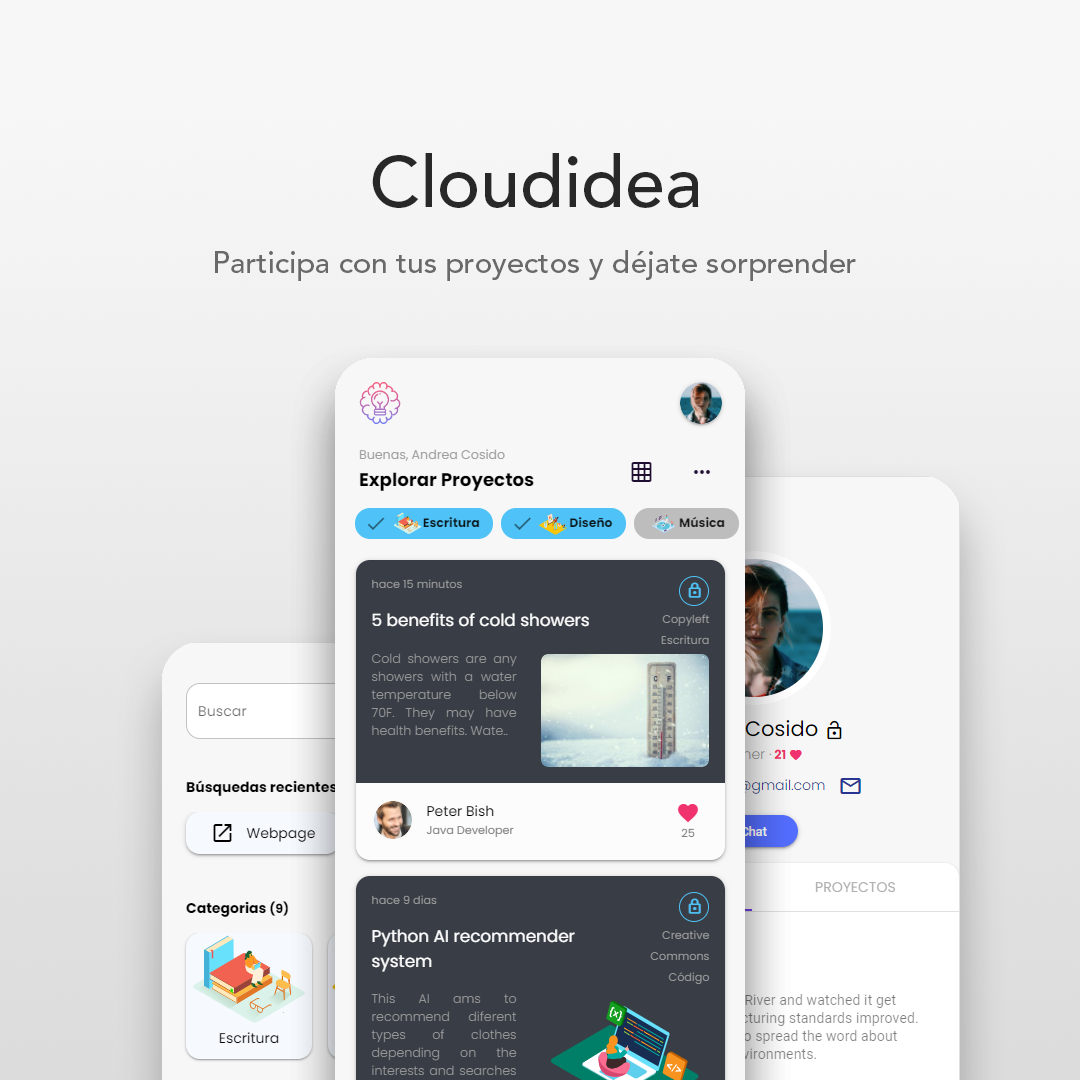 Cloudidea
Participa con tus proyectos y déjate sorprender
Buenas, Andrea Cosido
Explorar Proyectos
Escritura
Diseño
Música
hace 15 minutos
5 benefits of cold showers
Copyleft
Escritura
Cold showers are any
showers with a water
temperature below
70F. They may have
health benefits. Wate..
C F
Peter Bish
Java Developer
25
hace 9 dias
Python AI recommender
system
Creative
Commons
Código
This AI ams to
recommend diferent
types of clothes
depending on the
interests and searches
{x}
</>
Buscar
Búsquedas recientes
Webpage
Categorias (9)
Escritura
Cosido
ner · 21
@gmail.com
Chat
PROYECTOS
River and watched it get
cturing standards improved.
o spread the word about
vironments.